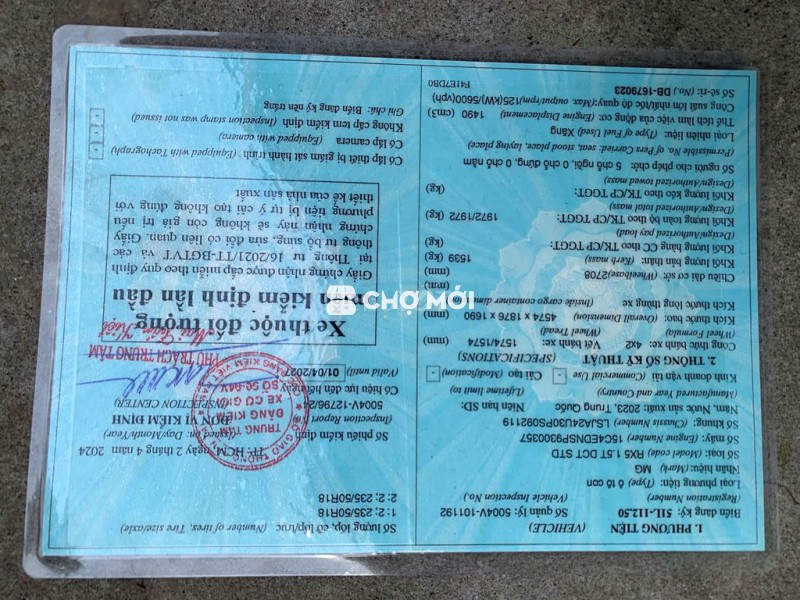 1. PHƯƠNG TIỆN (VEHICLE)
Biển đăng ký: 51L-112.50 Số quản lý: 5004V-101192
(Registration Number) (Vehicle Inspection No.)
Loại phương tiện: (Type) ô tô con
Nhãn hiệu: (Mark) MG
Số loại: (Model code) RX5 1.5T DCT STD
Số máy: (Engine Number) 15C4EDNSP9300357
Số khung: (Chassis Number) LSJA24U30PS092119
Năm, Nước sản xuất: 2023, Trung Quốc Niên hạn SD:
(Manufactured Year and Country) (Lifetime limit to)
Kinh doanh vận tải (Commercial Use) - Cải tạo (Modification) -
2. THÔNG SỐ KỸ THUẬT (SPECIFICATIONS)
Công thức bánh xe: 4x2 Vết bánh xe: 1574/1574
(Wheel Formula) (Wheel Tread) (mm)
Kích thước bao: (Overall Dimension) 4574 x 1876 x 1690 (mm)
Kích thước lòng thùng xe (Inside cargo container dimension)
(mm)
Chiều dài cơ sở: (Wheelbase) 2708 (mm)
Khối lượng bản thân: (Kerb mass) 1539 (kg)
Khối lượng hàng CC theo TK/CP TGGT:
(Design/Authorized pay load) (kg)
Khối lượng toàn bộ theo TK/CP TGGT: 1972/1972
(Design/Authorized total mass) (kg)
Khối lượng kéo theo TK/CP TGGT:
(Design/Authorized towed mass) (kg)
Số người cho phép chở: 5 chỗ ngồi, 0 chỗ đứng, 0 chỗ nằm
(Permissible No. of Pers Carried: seat, stood place, laying place)
Loại nhiên liệu: (Type of Fuel Used) Xăng
Thể tích làm việc của động cơ: (Engine Displacement) 1490 (cm3)
Công suất lớn nhất/tốc độ quay: (Max. output/rpm) 125(kW)/5600(vph)
F41E7DB0
Số sê-ri: (No.) DB-1679023
Số lượng, cỡ lốp/trục (Number of tires, Tire size/axle)
1: 2; 235/50R18
2: 2; 235/50R18
TP. HCM, ngày 2 tháng 4 năm 2024
Số phiếu kiểm định (Issued on: Day/Month/Year)
(Inspection Report No) ĐƠN VỊ KIỂM ĐỊNH
5004V-12796/24 (INSPECTION CENTER)
Có hiệu lực đến hết ngày
(Valid until) 01/04/2027
TRUNG TÂM
ĐĂNG KIỂM
XE CƠ GIỚI
SỐ 50-04V
PHỤ TRÁCH TRUNG TÂM
Xe thuộc đối tượng
miễn kiểm định lần đầu
Giấy chứng nhận được cấp miễn theo quy định
tại Thông tư 16/2021/TT-BGTVT và các
thông tư bổ sung, sửa đổi có liên quan. Giấy
chứng nhận này sẽ không còn giá trị nếu
phương tiện bị tự ý cải tạo không đúng với
thiết kế của nhà sản xuất
Có lắp thiết bị giám sát hành trình (Equipped with Tachograph) -
Có lắp camera (Equipped with camera) -
Không cấp tem kiểm định (Inspection stamp was not issued) -
Ghi chú: Biển đăng ký nền trắng
CHỢ MỚI